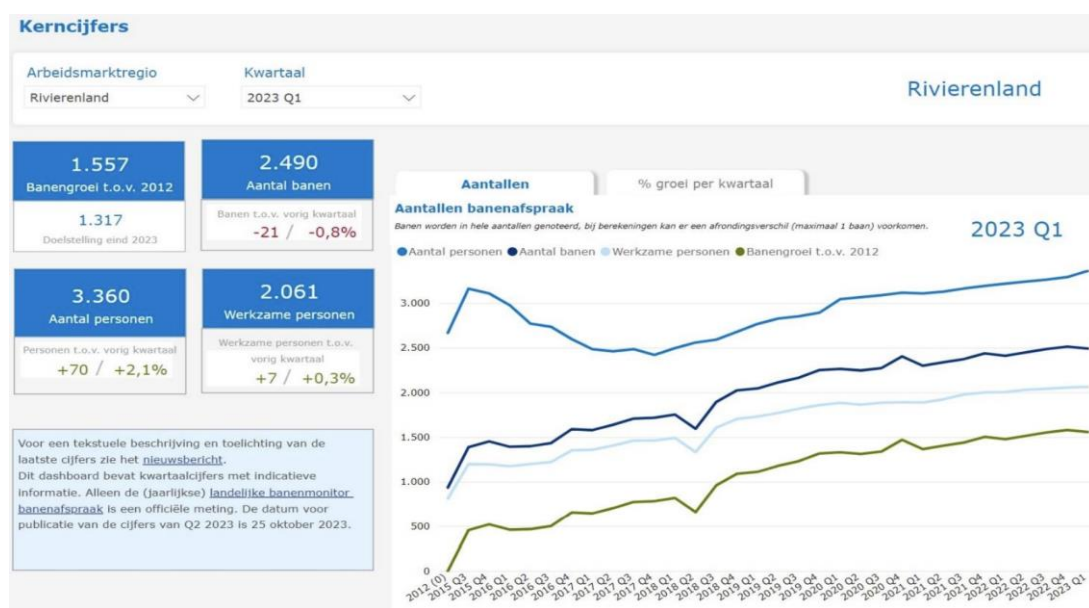 Kerncijfers
Arbeidsmarktregio
Kwartaal
Rivierenland
2023 Q1
Rivierenland
1.557
Banengroei t.o.v. 2012
1.317
Doelstelling eind 2023
2.490
Aantal banen
Banen t.o.v. vorig kwartaal
-21 / -0,8%
3.360
Aantal personen
Personen t.o.v. vorig kwartaal
+70 / +2,1%
2.061
Werkzame personen
Werkzame personen t.o.v.
vorig kwartaal
+7 / +0,3%
Voor een tekstuele beschrijving en toelichting van de
laatste cijfers zie het nieuwsbericht.
Dit dashboard bevat kwartaalcijfers met indicatieve
informatie. Alleen de (jaarlijkse) landelijke banenmonitor
banenafspraak is een officiële meting. De datum voor
publicatie van de cijfers van Q2 2023 is 25 oktober 2023.
Aantallen
% groei per kwartaal
Aantallen banenafspraak
Banen worden in hele aantallen genoteerd, bij berekeningen kan er een afrondingsverschil (maximaal 1 baan) voorkomen.
2023 Q1
Aantal personen Aantal banen Werkzame personen Banengroei t.o.v. 2012
3.000
2.500
2.000
1.500
1.000
500
0
2012 (0)
2015 Q3
2015 Q4
2016 Q1
2016 Q2
2016 Q3
2016 Q4
2017 Q1
2017 Q2
2017 Q3
2017 Q4
2018 Q1
2018 Q2
2018 Q3
2018 Q4
2019 Q1
2019 Q2
2019 Q3
2019 Q4
2020 Q1
2020 Q2
2020 Q3
2020 Q4
2021 Q1
2021 Q2
2021 Q3
2021 Q4
2022 Q1
2022 Q2
2022 Q3
2022 Q4
2023 Q1